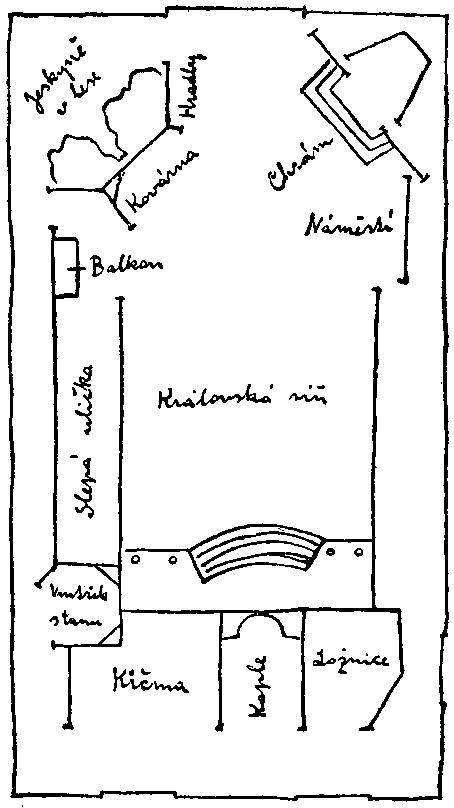 Jeskyně
v lese
Hradby
Kovárna
Chrám
Náměstí
Balkon
Slepá ulička
Královská síň
Vnitřek
stanu
Krčma
Kaple
Ložnice